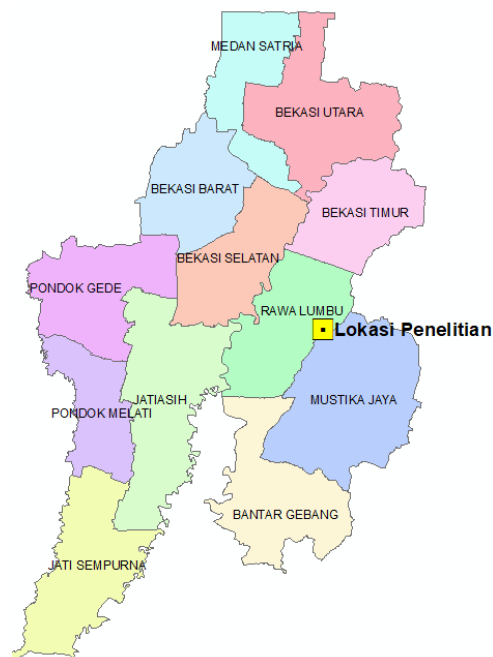 MEDAN SATRIA
BEKASI UTARA
BEKASI BARAT
BEKASI TIMUR
BEKASI SELATAN
PONDOK GEDE
RAWA LUMBU
Lokasi Penelitian
JATIASIH
MUSTIKA JAYA
PONDOK MELATI
BANTAR GEBANG
JATI SEMPURNA